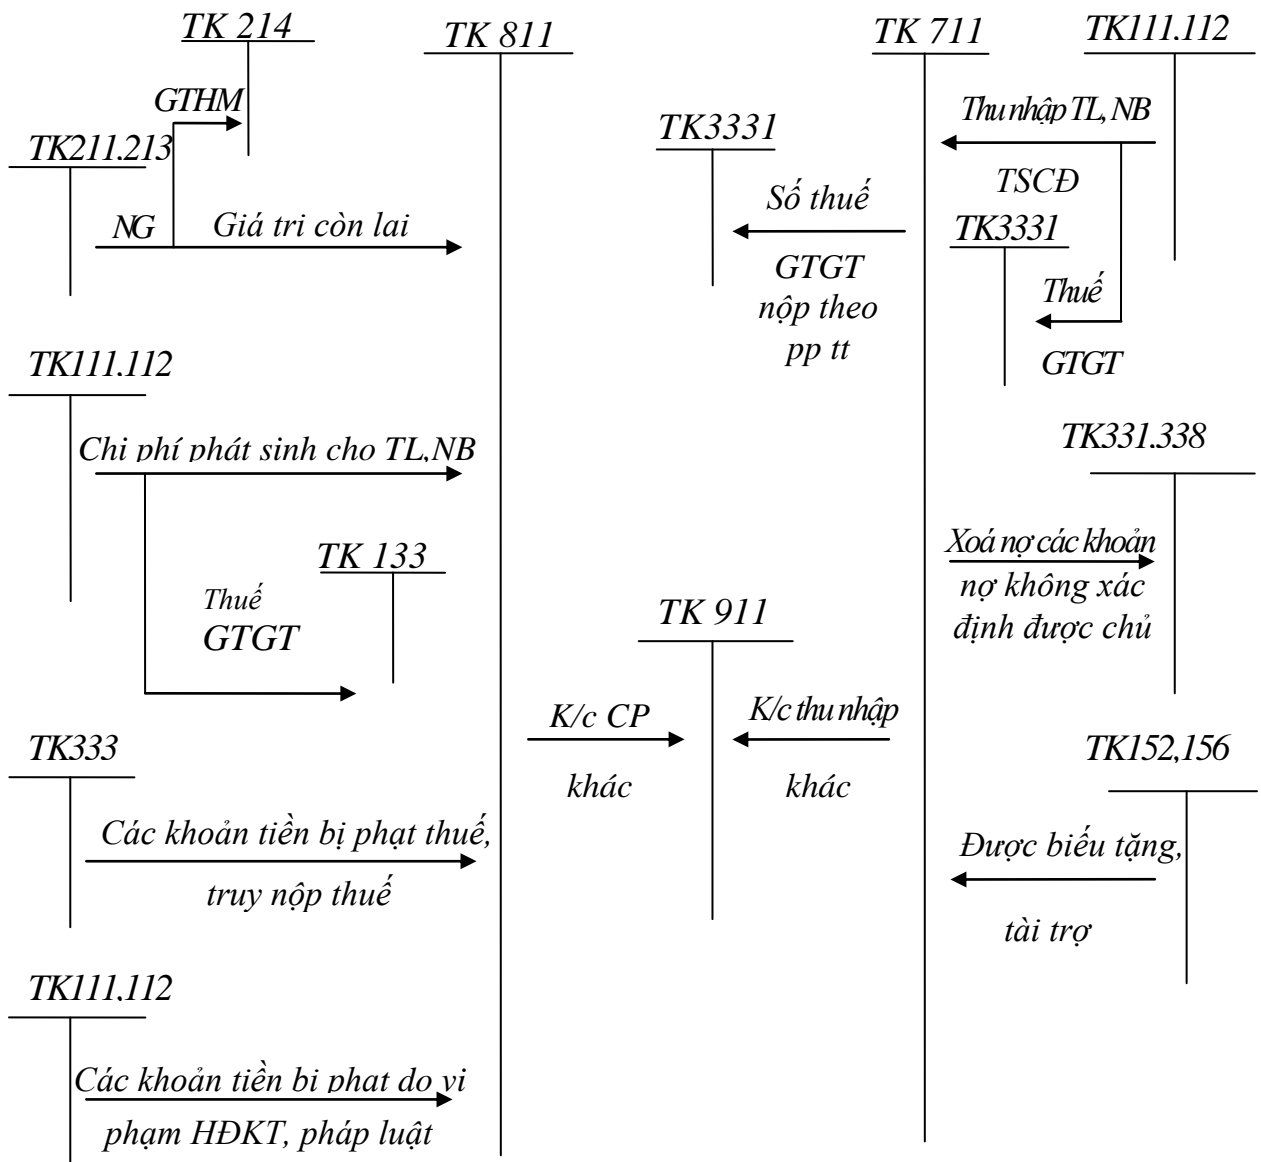 TK 214
TK 811
TK 711
TK111.112
GTHM
Thu nhập TL, NB
TK3331
TK211.213
TSCĐ
Số thuế
NG
Giá tri còn lai
TK3331
GTGT
Thuế
nộp theo
pp tt
GTGT
TK111.112
Chi phí phát sinh cho TL,NB
TK331.338
TK 133
Xoá nợ các khoản
nợ không xác
định được chủ
Thuế
GTGT
TK 911
K/c CP
K/c thu nhập
khác
khác
TK333
TK152,156
Các khoản tiền bị phạt thuế,
truy nộp thuế
Được biếu tặng,
tài trợ
TK111,112
Các khoản tiền bi phat do vi
phạm HĐKT, pháp luật